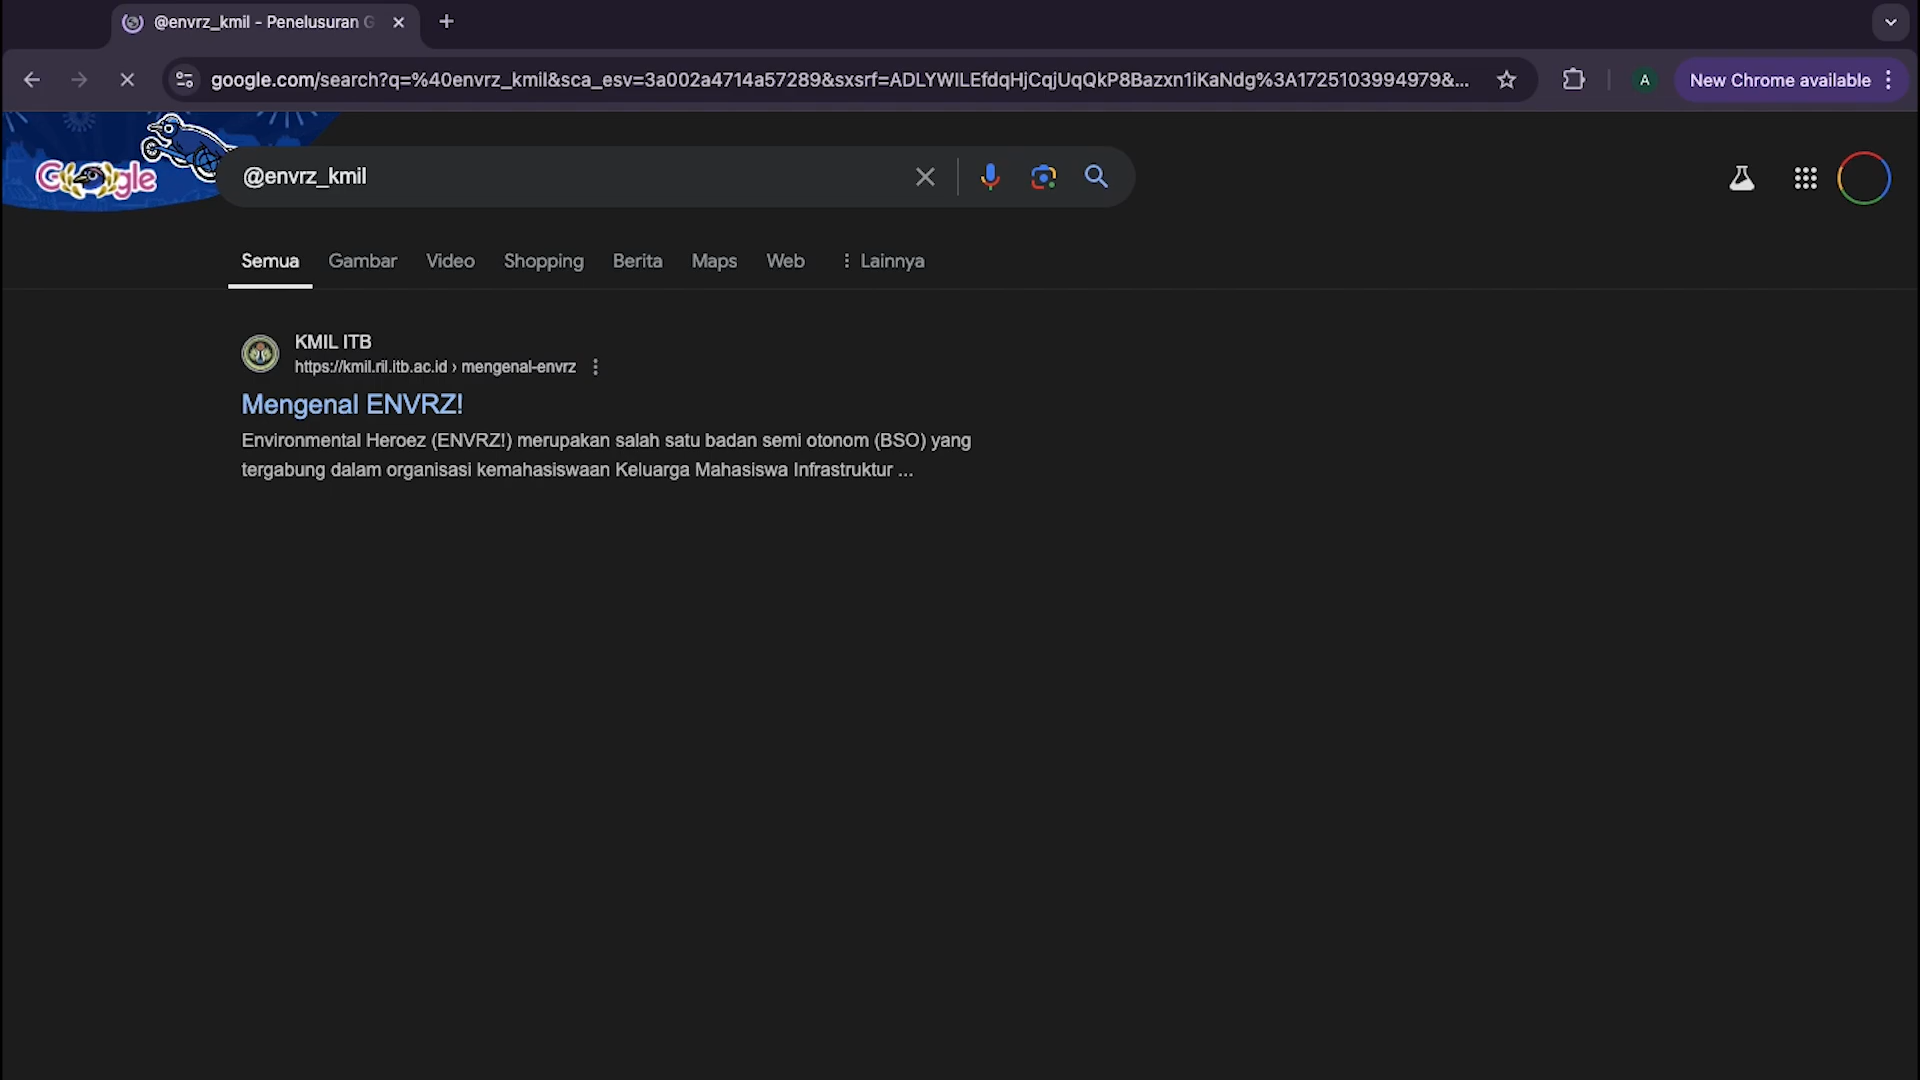 @envrz_kmil - Penelusuran G
google.com/search?q=%40envrz_kmil&sca_esv=3a002a4714a57289&sxsrf=ADLYWILEfdqHjCqjUqQkP8Bazxn1iKaNdg%3A1725103994979&...
A
New Chrome available
Google
@envrz_kmil
Semua Gambar Video Shopping Berita Maps Web Lainnya
KMIL ITB
https://kmil.ril.itb.ac.id › mengenal-envrz
Mengenal ENVRZ!
Environmental Heroez (ENVRZ!) merupakan salah satu badan semi otonom (BSO) yang
tergabung dalam organisasi kemahasiswaan Keluarga Mahasiswa Infrastruktur ...